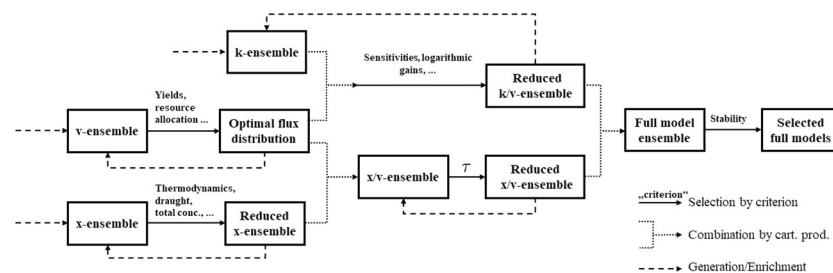 k-ensemble
Sensitivities, logarithmic
gains, ...
Reduced
k/v-ensemble
Yields,
resource
allocation ...
v-ensemble
Optimal flux
distribution
Full model
ensemble
Stability
Selected
full models
x/v-ensemble
τ
Reduced
x/v-ensemble
Thermodynamics,
draught,
total conc., ...
x-ensemble
Reduced
x-ensemble
„criterion“
Selection by criterion
Combination by cart. prod.
Generation/Enrichment